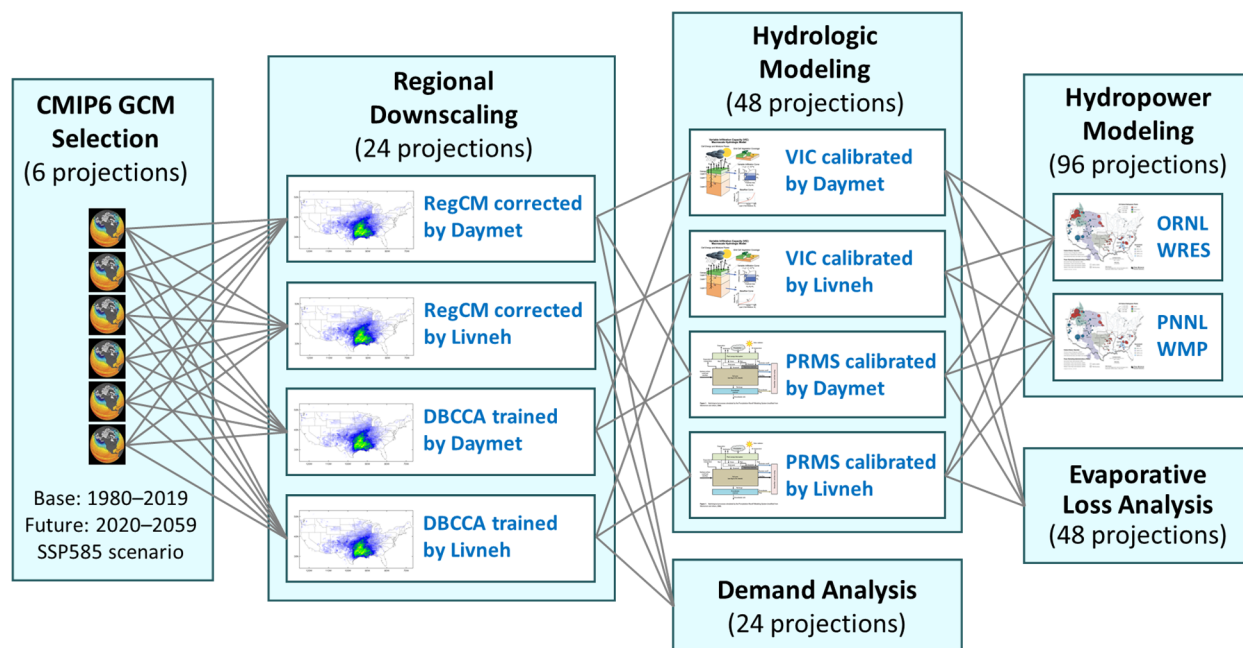 CMIP6 GCM
Selection
(6 projections)
Base: 1980–2019
Future: 2020–2059
SSP585 scenario
Regional
Downscaling
(24 projections)
RegCM corrected
by Daymet
RegCM corrected
by Livneh
DBCCA trained
by Daymet
DBCCA trained
by Livneh
Hydrologic
Modeling
(48 projections)
VIC calibrated
by Daymet
VIC calibrated
by Livneh
PRMS calibrated
by Daymet
PRMS calibrated
by Livneh
Demand Analysis
(24 projections)
Hydropower
Modeling
(96 projections)
ORNL
WRES
PNNL
WMP
Evaporative
Loss Analysis
(48 projections)